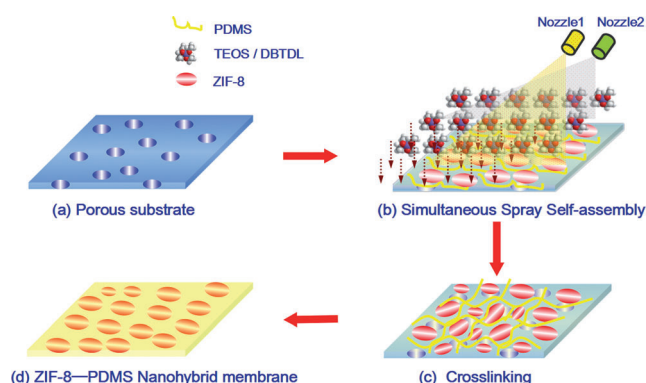 PDMS
TEOS / DBTDL
ZIF-8
Nozzle1 Nozzle2
(a) Porous substrate
(b) Simultaneous Spray Self-assembly
(d) ZIF-8—PDMS Nanohybrid membrane
(c) Crosslinking